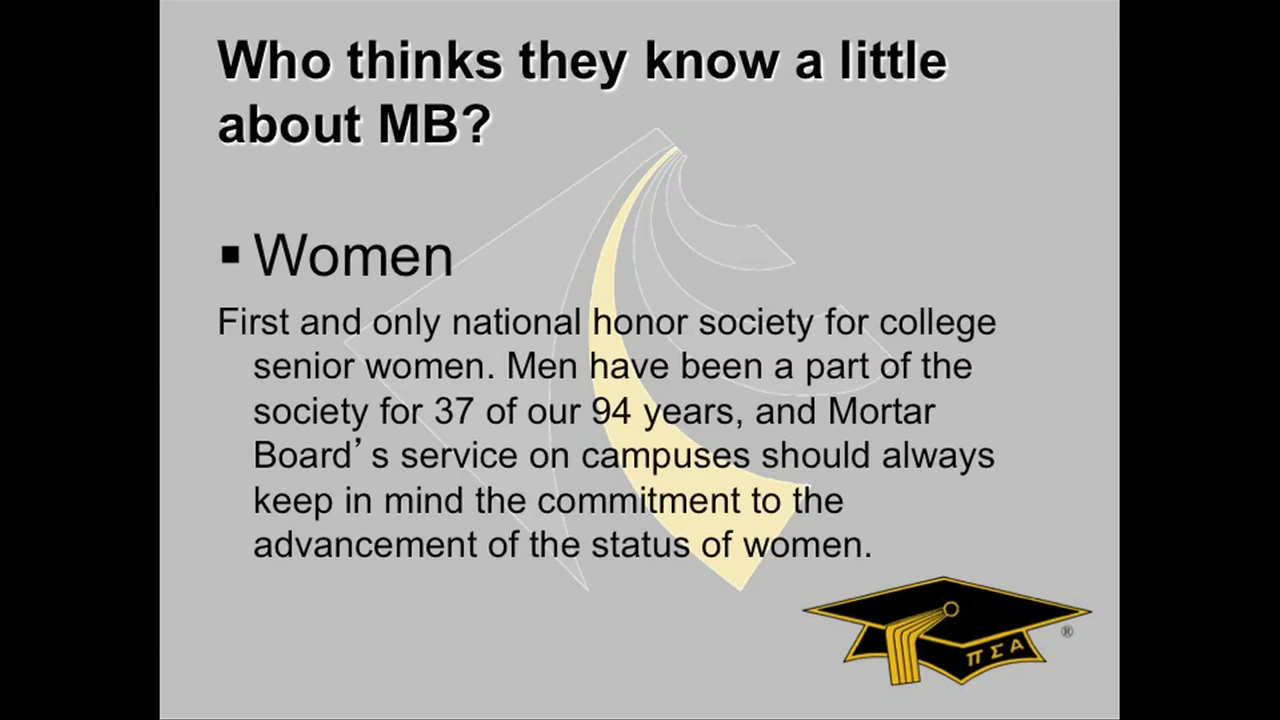 Who thinks they know a little
about MB?
▪ Women
First and only national honor society for college
senior women. Men have been a part of the
society for 37 of our 94 years, and Mortar
Board’s service on campuses should always
keep in mind the commitment to the
advancement of the status of women.
ΠΣΑ
®